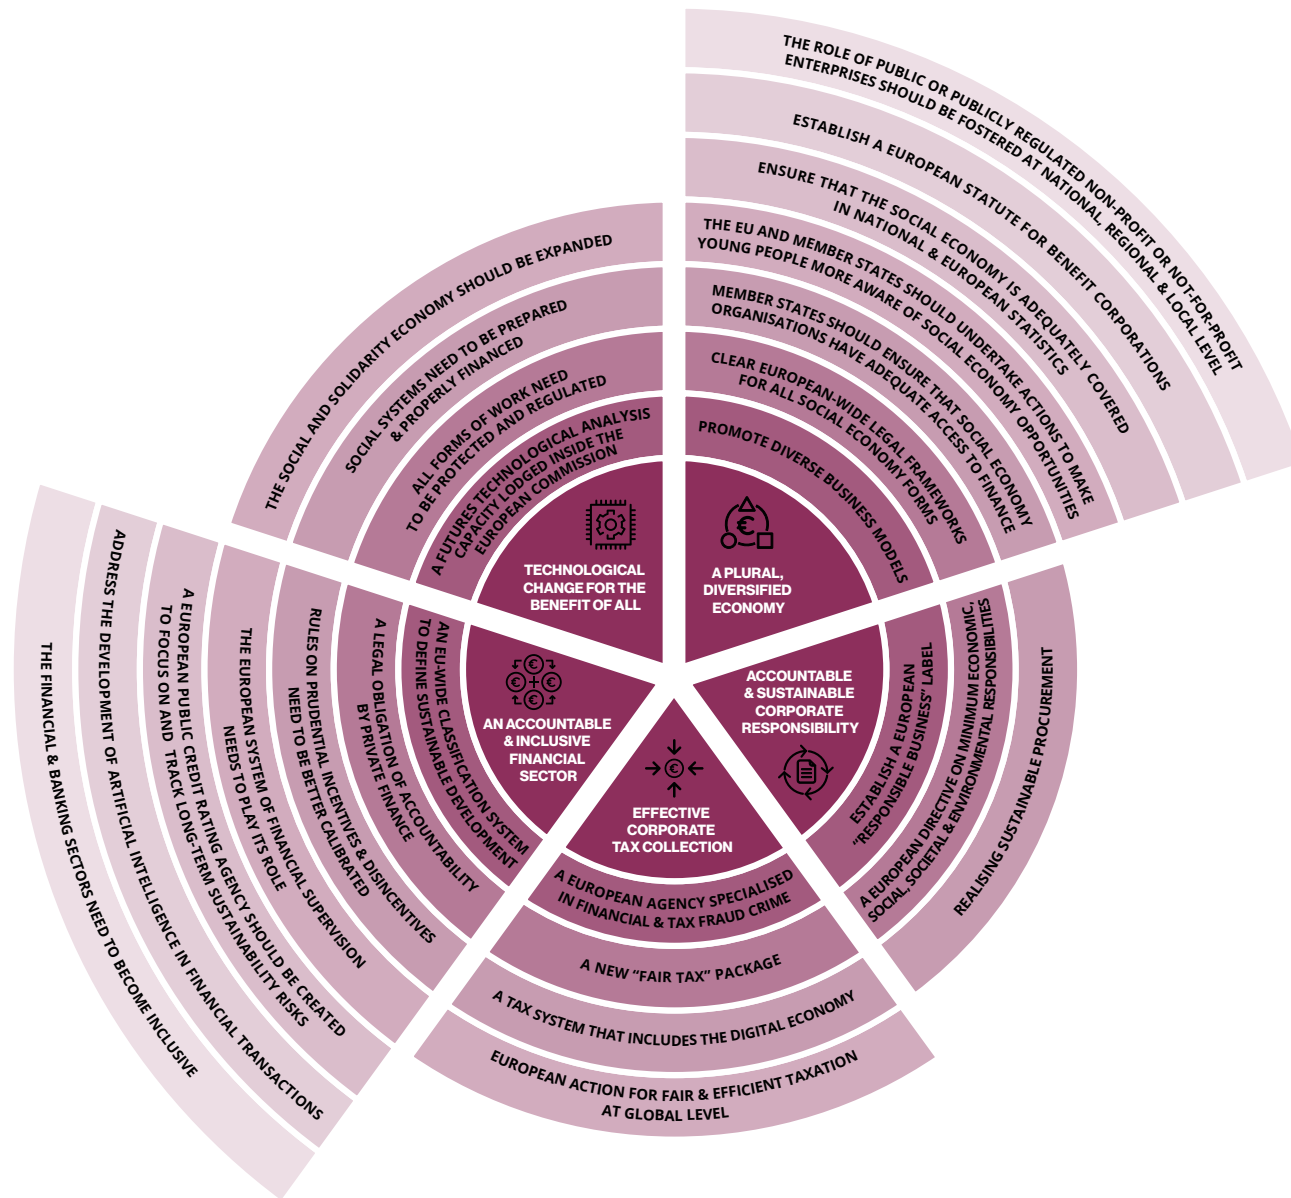 A PLURAL,
DIVERSIFIED
ECONOMY
PROMOTE DIVERSE BUSINESS MODELS
CLEAR EUROPEAN-WIDE LEGAL FRAMEWORKS
FOR ALL SOCIAL ECONOMY FORMS
MEMBER STATES SHOULD ENSURE THAT SOCIAL ECONOMY
ORGANISATIONS HAVE ADEQUATE ACCESS TO FINANCE
THE EU AND MEMBER STATES SHOULD UNDERTAKE ACTIONS TO MAKE
YOUNG PEOPLE MORE AWARE OF SOCIAL ECONOMY OPPORTUNITIES
ENSURE THAT THE SOCIAL ECONOMY IS ADEQUATELY COVERED
IN NATIONAL & EUROPEAN STATISTICS
ESTABLISH A EUROPEAN STATUTE FOR BENEFIT CORPORATIONS
THE ROLE OF PUBLIC OR PUBLICLY REGULATED NON-PROFIT OR NOT-FOR-PROFIT
ENTERPRISES SHOULD BE FOSTERED AT NATIONAL, REGIONAL & LOCAL LEVEL
ACCOUNTABLE
& SUSTAINABLE
CORPORATE
RESPONSIBILITY
ESTABLISH A EUROPEAN
“RESPONSIBLE BUSINESS” LABEL
A EUROPEAN DIRECTIVE ON MINIMUM ECONOMIC,
SOCIAL, SOCIETAL & ENVIRONMENTAL RESPONSIBILITIES
REALISING SUSTAINABLE PROCUREMENT
EFFECTIVE
CORPORATE
TAX COLLECTION
A EUROPEAN AGENCY SPECIALISED
IN FINANCIAL & TAX FRAUD CRIME
A NEW “FAIR TAX” PACKAGE
A TAX SYSTEM THAT INCLUDES THE DIGITAL ECONOMY
EUROPEAN ACTION FOR FAIR & EFFICIENT TAXATION
AT GLOBAL LEVEL
AN ACCOUNTABLE
& INCLUSIVE
FINANCIAL
SECTOR
AN EU-WIDE CLASSIFICATION SYSTEM
TO DEFINE SUSTAINABLE DEVELOPMENT
A LEGAL OBLIGATION OF ACCOUNTABILITY
BY PRIVATE FINANCE
RULES ON PRUDENTIAL INCENTIVES & DISINCENTIVES
NEED TO BE BETTER CALIBRATED
THE EUROPEAN SYSTEM OF FINANCIAL SUPERVISION
NEEDS TO PLAY ITS ROLE
A EUROPEAN PUBLIC CREDIT RATING AGENCY SHOULD BE CREATED
TO FOCUS ON AND TRACK LONG-TERM SUSTAINABILITY RISKS
ADDRESS THE DEVELOPMENT OF ARTIFICIAL INTELLIGENCE IN FINANCIAL TRANSACTIONS
THE FINANCIAL & BANKING SECTORS NEED TO BECOME INCLUSIVE
TECHNOLOGICAL
CHANGE FOR THE
BENEFIT OF ALL
A FUTURES TECHNOLOGICAL ANALYSIS
CAPACITY LODGED INSIDE THE
EUROPEAN COMMISSION
ALL FORMS OF WORK NEED
TO BE PROTECTED AND REGULATED
SOCIAL SYSTEMS NEED TO BE PREPARED
& PROPERLY FINANCED
THE SOCIAL AND SOLIDARITY ECONOMY SHOULD BE EXPANDED